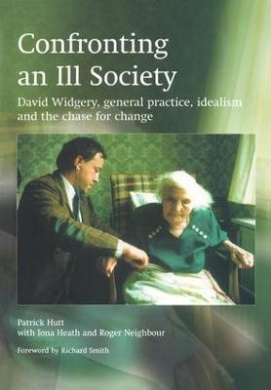 Confronting
an Ill Society
David Widgery, general practice, idealism
and the chase for change
Patrick Hutt
with Iona Heath and Roger Neighbour
Foreword by Richard Smith